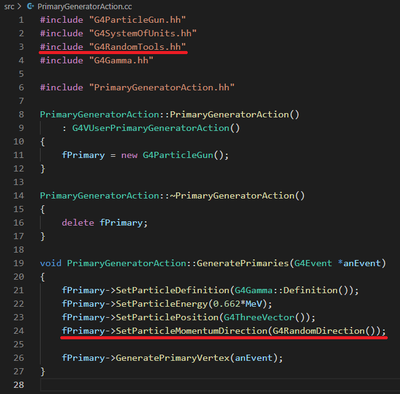 src > PrimaryGeneratorAction.cc
1 #include "G4ParticleGun.hh"
2 #include "G4SystemOfUnits.hh"
3 #include "G4RandomTools.hh"
4 #include "G4Gamma.hh"
5
6 #include "PrimaryGeneratorAction.hh"
7
8 PrimaryGeneratorAction::PrimaryGeneratorAction()
9     : G4VUserPrimaryGeneratorAction()
10 {
11     fPrimary = new G4ParticleGun();
12 }
13
14 PrimaryGeneratorAction::~PrimaryGeneratorAction()
15 {
16     delete fPrimary;
17 }
18
19 void PrimaryGeneratorAction::GeneratePrimaries(G4Event *anEvent)
20 {
21     fPrimary->SetParticleDefinition(G4Gamma::Definition());
22     fPrimary->SetParticleEnergy(0.662*MeV);
23     fPrimary->SetParticlePosition(G4ThreeVector());
24     fPrimary->SetParticleMomentumDirection(G4RandomDirection());
25
26     fPrimary->GeneratePrimaryVertex(anEvent);
27 }
28